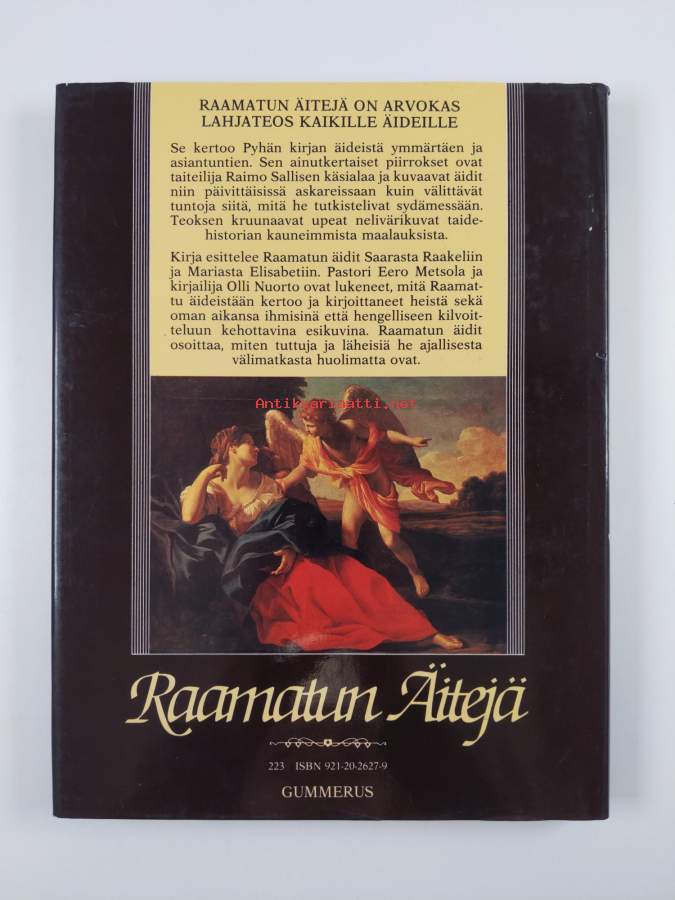 RAAMATUN ÄITEJÄ ON ARVOKAS
LAHJATEOS KAIKILLE ÄIDEILLE
Se kertoo Pyhän kirjan äideistä ymmärtäen ja
asiantuntien. Sen ainutkertaiset piirrokset ovat
taiteilija Raimo Sallisen käsialaa ja kuvaavat äidit
niin päivittäisissä askareissaan kuin välittävät
tuntoja siitä, mitä he tutkistelivat sydämessään.
Teoksen kruunaavat upeat nelivärikuvat taide-
historian kauneimmista maalauksista.
Kirja esittelee Raamatun äidit Saarasta Raakeliin
ja Mariasta Elisabetiin. Pastori Eero Metsola ja
kirjailija Olli Nuorto ovat lukeneet, mitä Raamat-
tu äideistään kertoo ja kirjoittaneet heistä sekä
oman aikansa ihmisinä että hengelliseen kilvoit-
teluun kehottavina esikuvina. Raamatun äidit
osoittaa, miten tuttuja ja läheisiä he ajallisesta
välimatkasta huolimatta ovat.
Antikvariaatti.net
Raamatun Äitejä
223 ISBN 921-20-2627-9
GUMMERUS